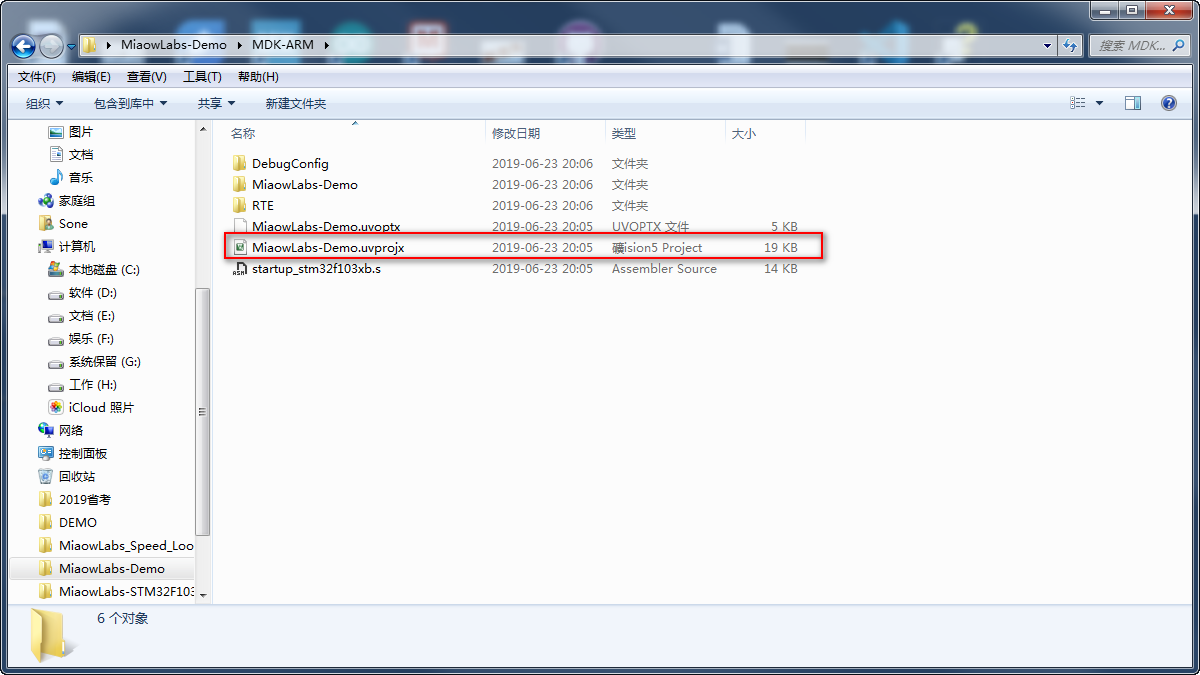 MiaowLabs-Demo MDK-ARM 搜索 MDK...
文件(F) 编辑(E) 查看(V) 工具(T) 帮助(H)
组织 包含到库中 共享 新建文件夹
图片
文档
音乐
家庭组
Sone
计算机
本地磁盘 (C:)
软件 (D:)
文档 (E:)
娱乐 (F:)
系统保留 (G:)
工作 (H:)
iCloud 照片
网络
控制面板
回收站
2019省考
DEMO
MiaowLabs_Speed_Loo
MiaowLabs-Demo
MiaowLabs-STM32F103
名称 修改日期 类型 大小
DebugConfig 2019-06-23 20:06 文件夹
MiaowLabs-Demo 2019-06-23 20:06 文件夹
RTE 2019-06-23 20:06 文件夹
MiaowLabs-Demo.uvoptx 2019-06-23 20:05 UVOPTX 文件 5 KB
MiaowLabs-Demo.uvprojx 2019-06-23 20:05 礦ision5 Project 19 KB
startup_stm32f103xb.s 2019-06-23 20:05 Assembler Source 14 KB
6 个对象